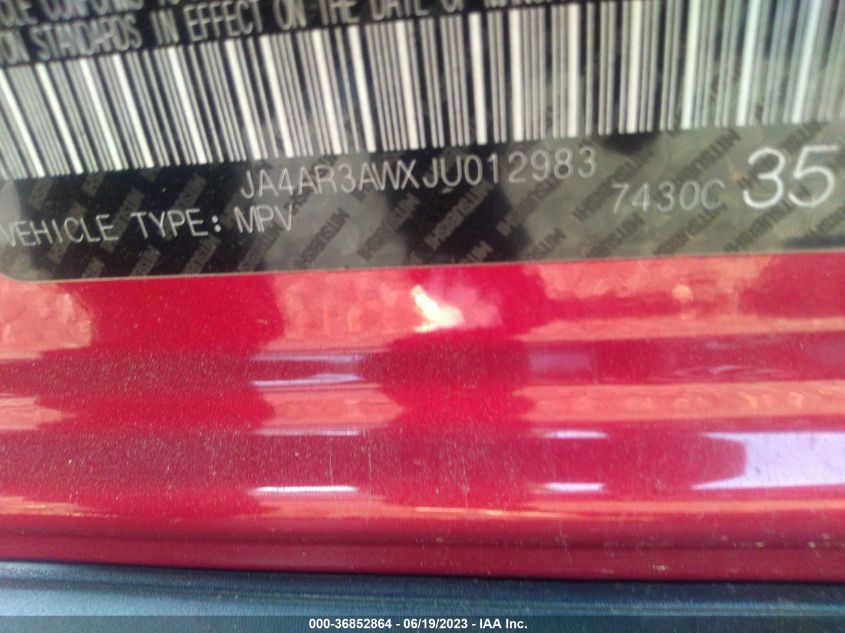 STANDARDS IN EFFECT ON THE DATE OF
JA4AR3AWXJU012983
7430C 35
VEHICLE TYPE: MPV
MITSUBISHI
000-36852864 - 06/19/2023 - IAA Inc.